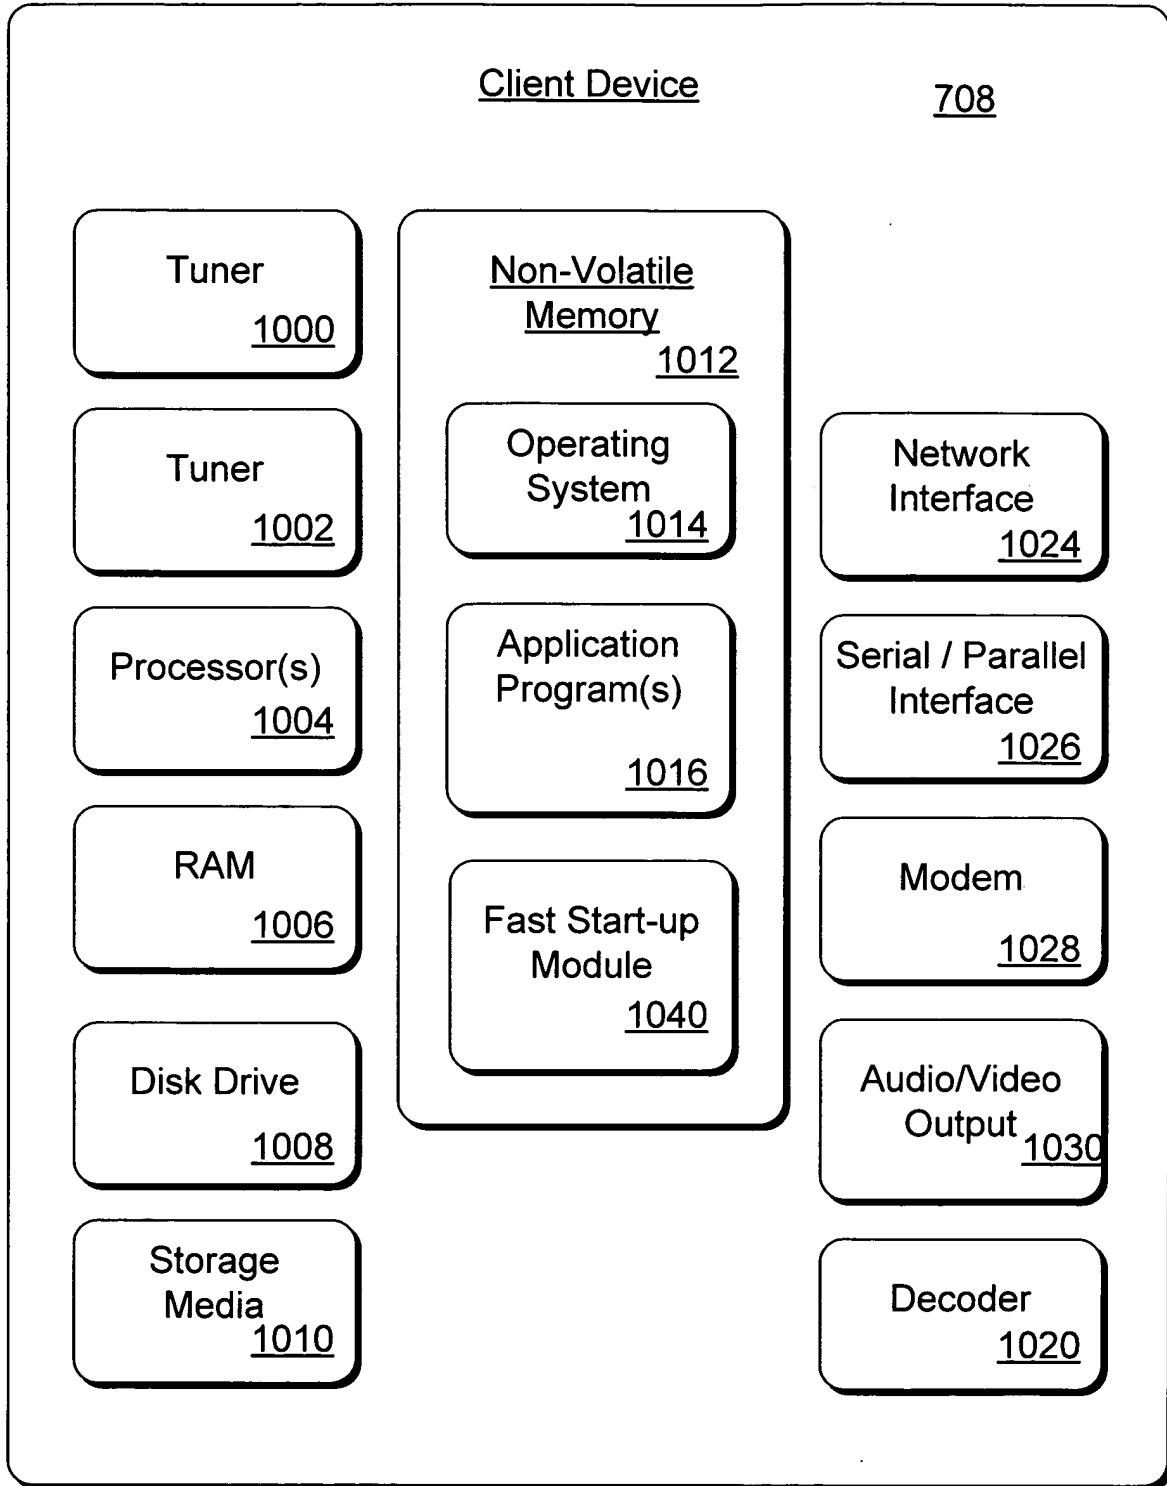 Client Device
708
Tuner
1000
Tuner
1002
Processor(s)
1004
RAM
1006
Disk Drive
1008
Storage
Media
1010
Non-Volatile
Memory
1012
Operating
System
1014
Application
Program(s)
1016
Fast Start-up
Module
1040
Network
Interface
1024
Serial / Parallel
Interface
1026
Modem
1028
Audio/Video
Output
1030
Decoder
1020